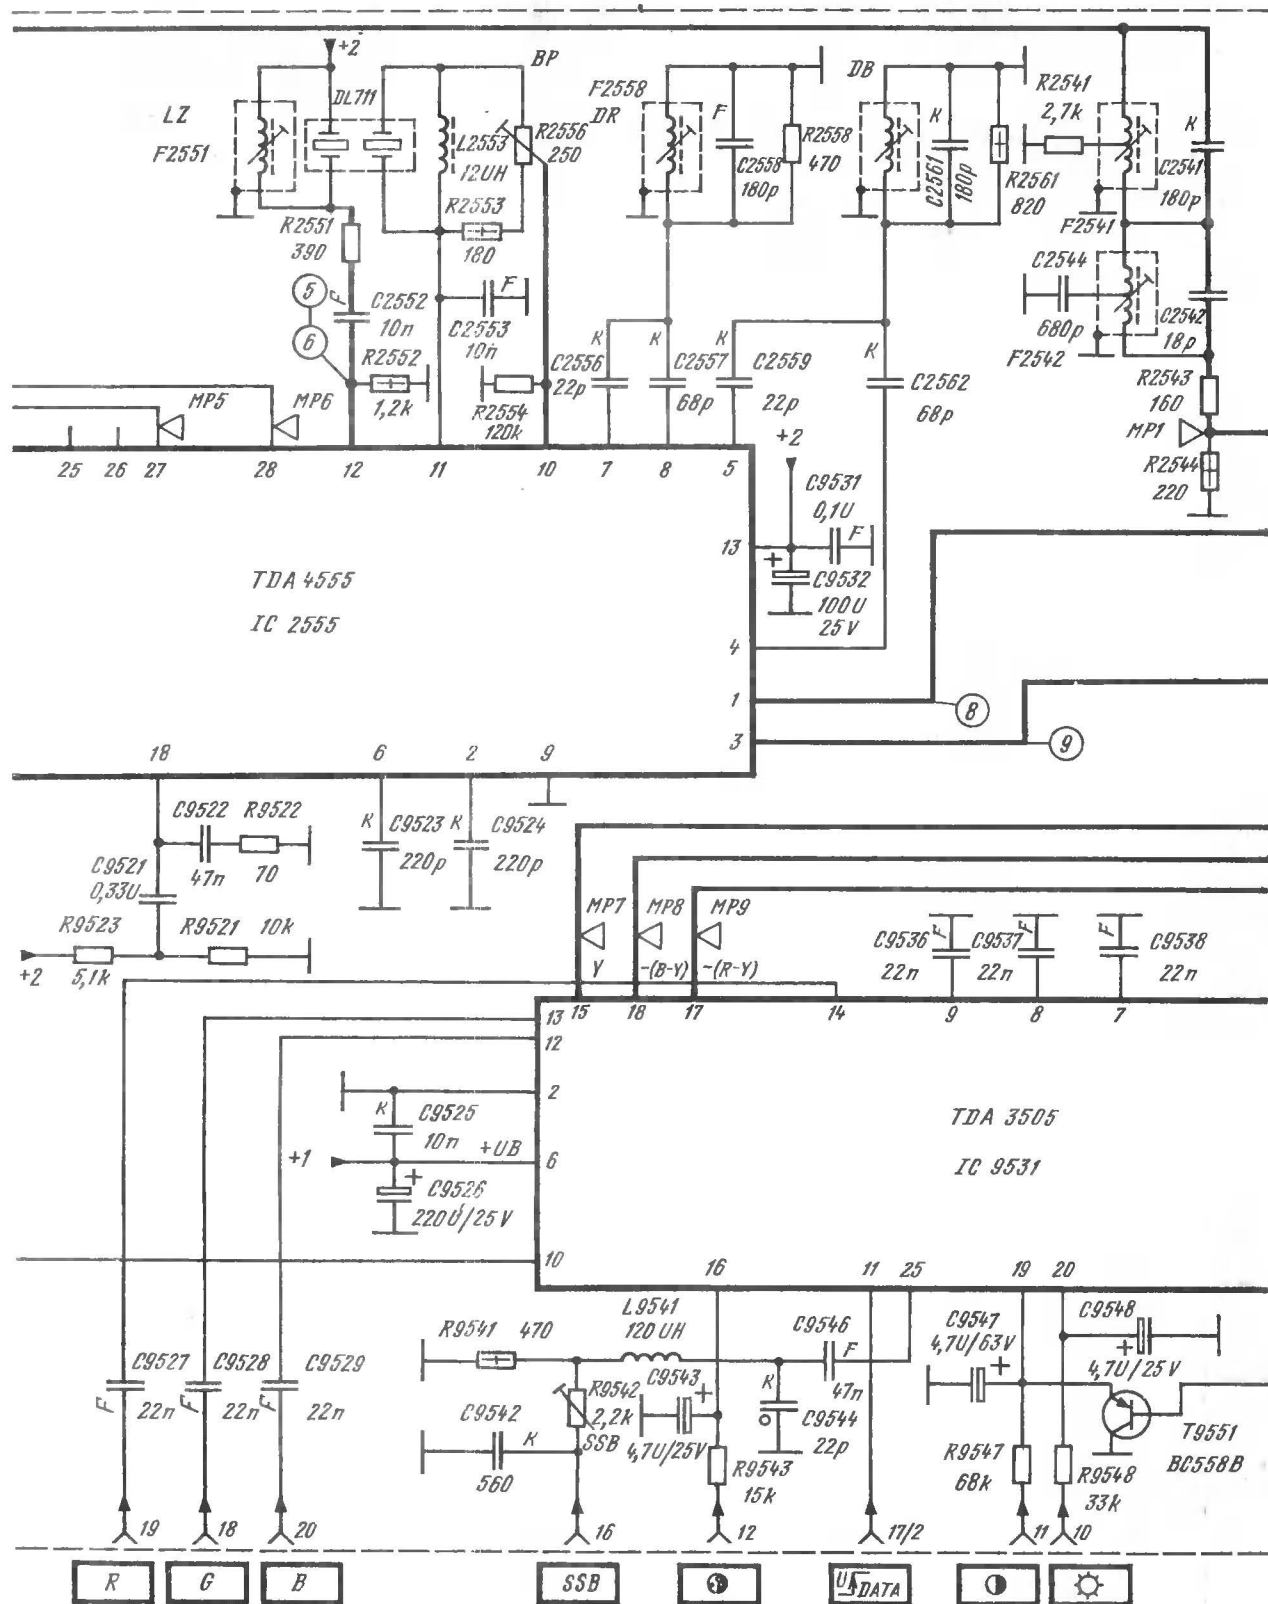 +2
BP
LZ
DL711
F2551
L2553
12UH
R2556
250
F2558
DR
F
C2558
180p
R2558
470
DB
K
C2561
180p
R2561
820
R2541
2,7k
K
C2541
180p
F2541
R2551
390
R2553
180
5
6
F
C2552
10n
F
C2553
10n
R2552
1,2k
R2554
120k
C2544
680p
F2542
C2542
18p
K
C2556
22p
K
C2557
68p
K
C2559
22p
K
C2562
68p
R2543
160
MP1
R2544
220
MP5
MP6
25
26
27
28
12
11
10
7
8
5
+2
C9531
0,1U
F
13
+
C9532
100U
25V
TDA 4555
IC 2555
4
1
8
3
9
18
6
2
9
C9522
R9522
47n
70
C9521
0,33U
K
C9523
220p
K
C9524
220p
R9523
R9521
10k
+2
5,1k
MP7
MP8
MP9
Y
-(B-Y)
-(R-Y)
C9536
22n
F
C9537
22n
F
C9538
22n
F
13
15
18
17
14
9
8
7
12
2
K
C9525
10n
+1
+UB
6
+
C9526
220U/25V
TDA 3505
IC 9531
10
16
11
25
19
20
L9541
120UH
R9541
470
C9546
F
47n
C9547
4,7U/63V
+
C9548
+
4,7U/25V
C9527
F
22n
C9528
F
22n
C9529
F
22n
R9542
2,2k
SSB
C9543
+
4,7U/25V
K
C9544
22p
C9542
K
560
R9543
15k
R9547
68k
R9548
33k
T9551
BC558B
19
18
20
16
12
17/2
11
10
R
G
B
SSB
U
DATA